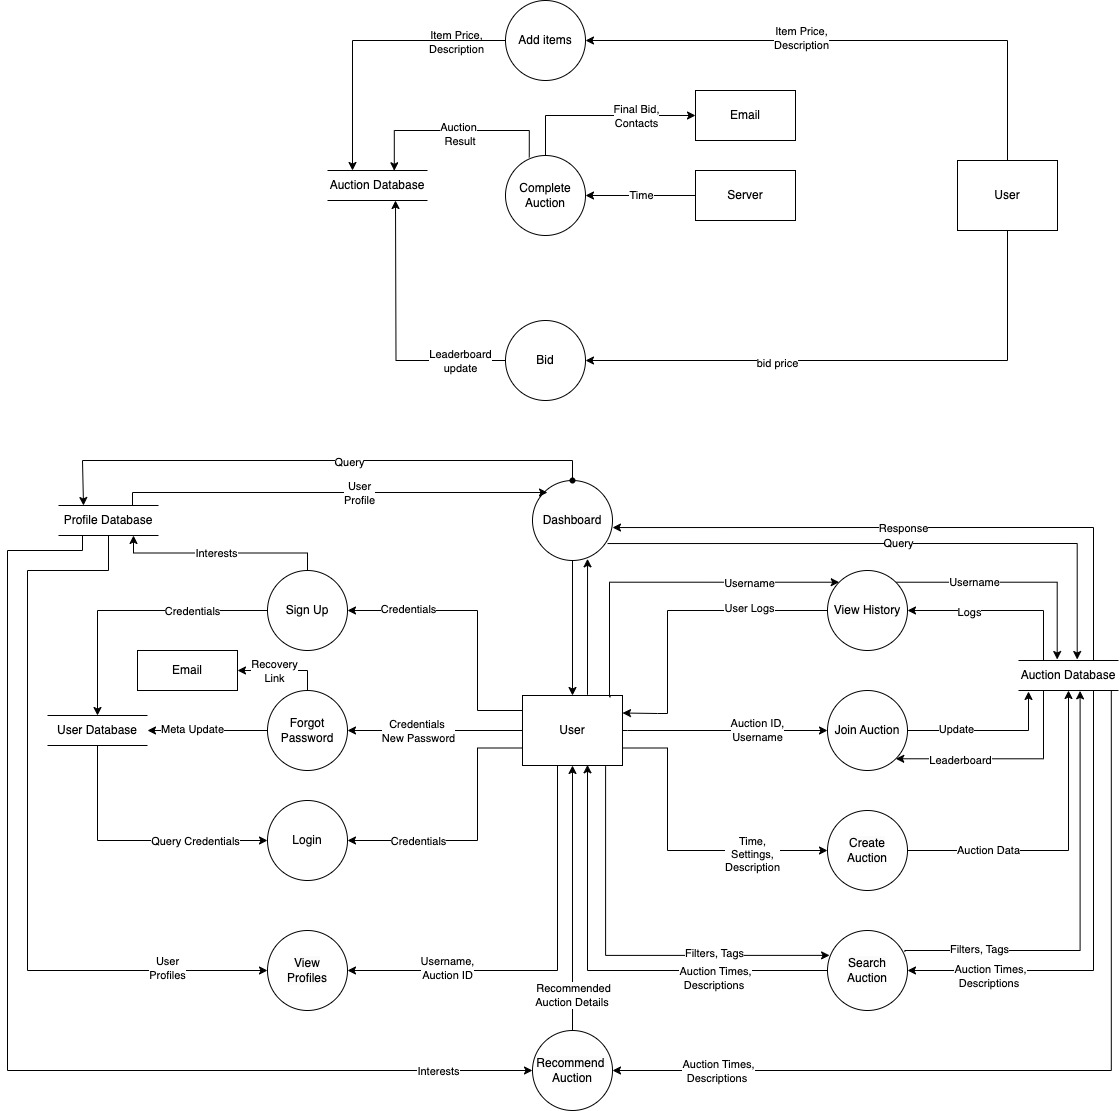 Item Price,
Description
Add items
Item Price,
Description
Final Bid,
Contacts
Email
Auction
Result
Auction Database
Complete
Auction
Time
Server
User
Leaderboard
update
Bid
bid price
Query
User
Profile
Profile Database
Dashboard
Response
Query
Interests
Username
Username
Credentials
Sign Up
Credentials
User Logs
View History
Logs
Email
Recovery
Link
Auction Database
User Database
Meta Update
Forgot
Password
Credentials
New Password
User
Auction ID,
Username
Join Auction
Update
Leaderboard
Query Credentials
Login
Credentials
Time,
Settings,
Description
Create
Auction
Auction Data
User
Profiles
View
Profiles
Username,
Auction ID
Filters, Tags
Auction Times,
Descriptions
Search
Auction
Filters, Tags
Auction Times,
Descriptions
Recommended
Auction Details
Interests
Recommend
Auction
Auction Times,
Descriptions